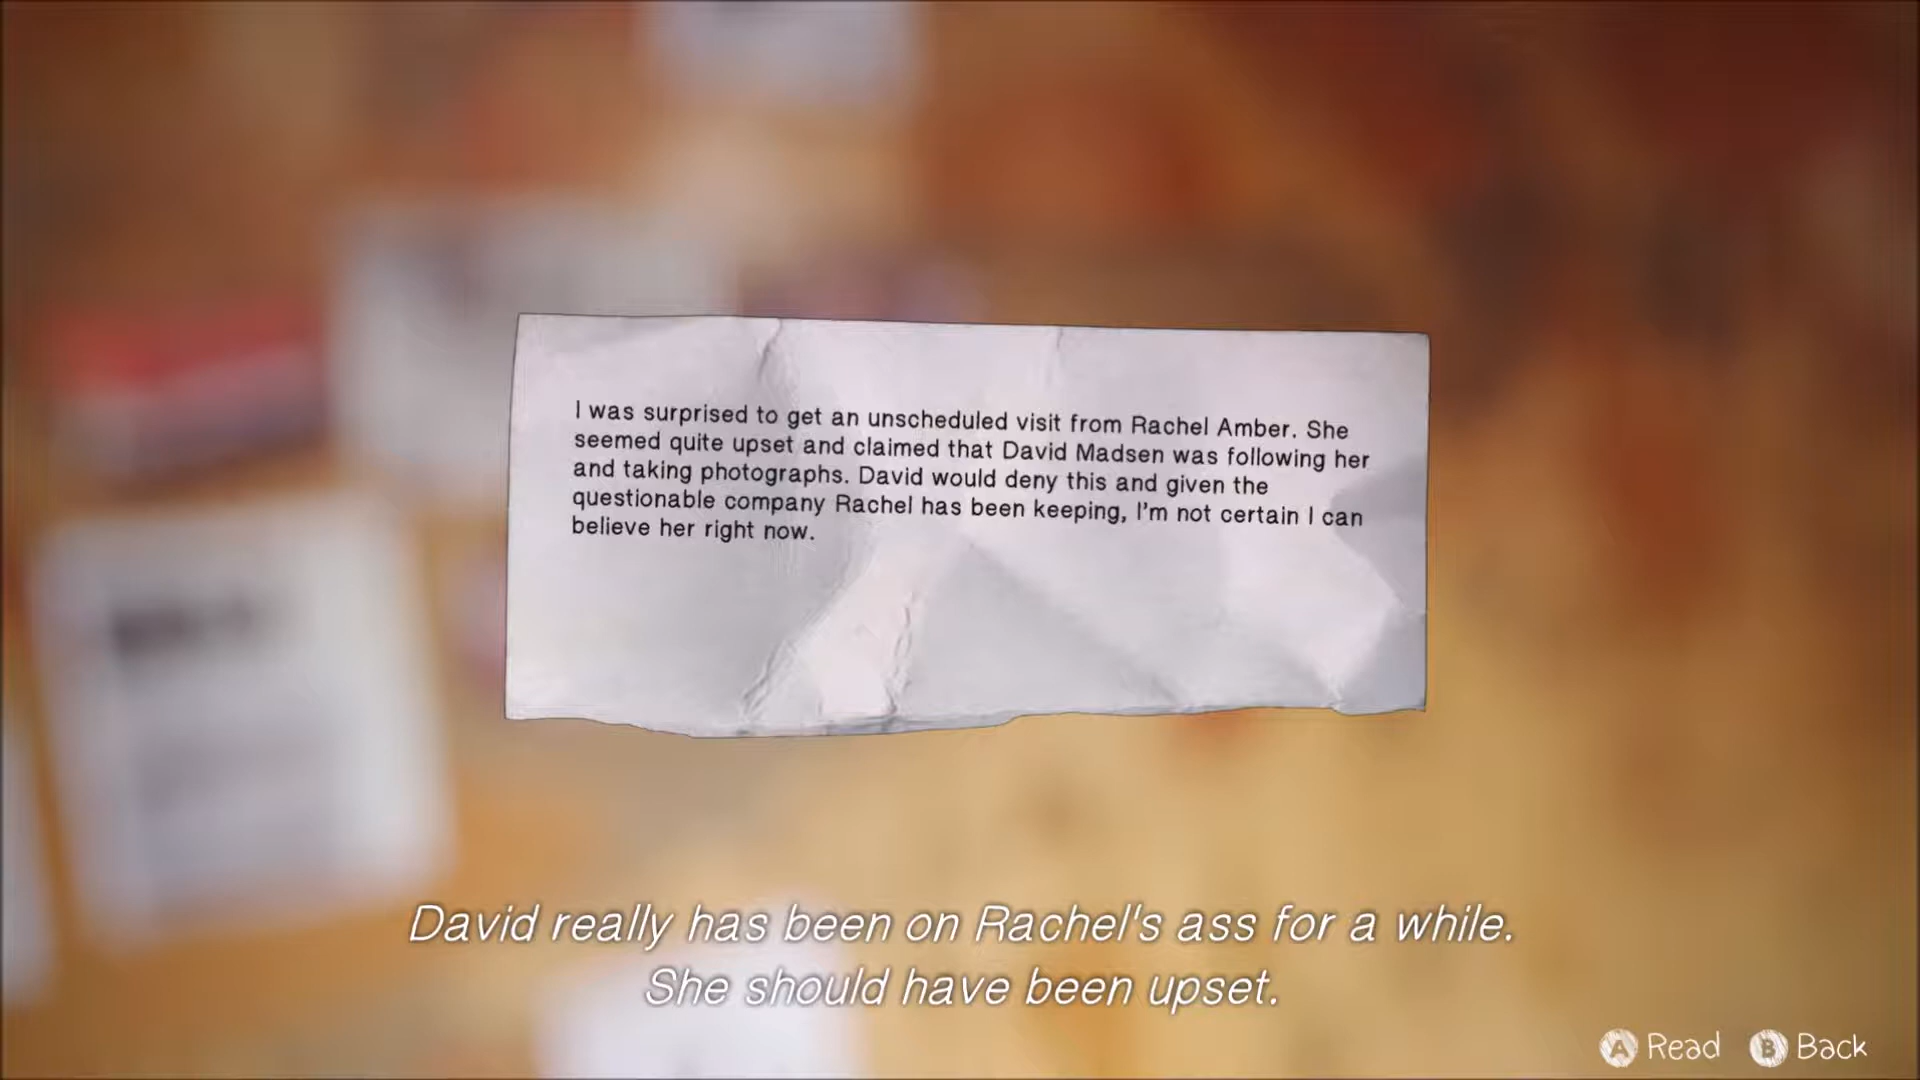 I was surprised to get an unscheduled visit from Rachel Amber. She
seemed quite upset and claimed that David Madsen was following her
and taking photographs. David would deny this and given the
questionable company Rachel has been keeping, I'm not certain I can
believe her right now.
David really has been on Rachel's ass for a while.
She should have been upset.
A Read B Back